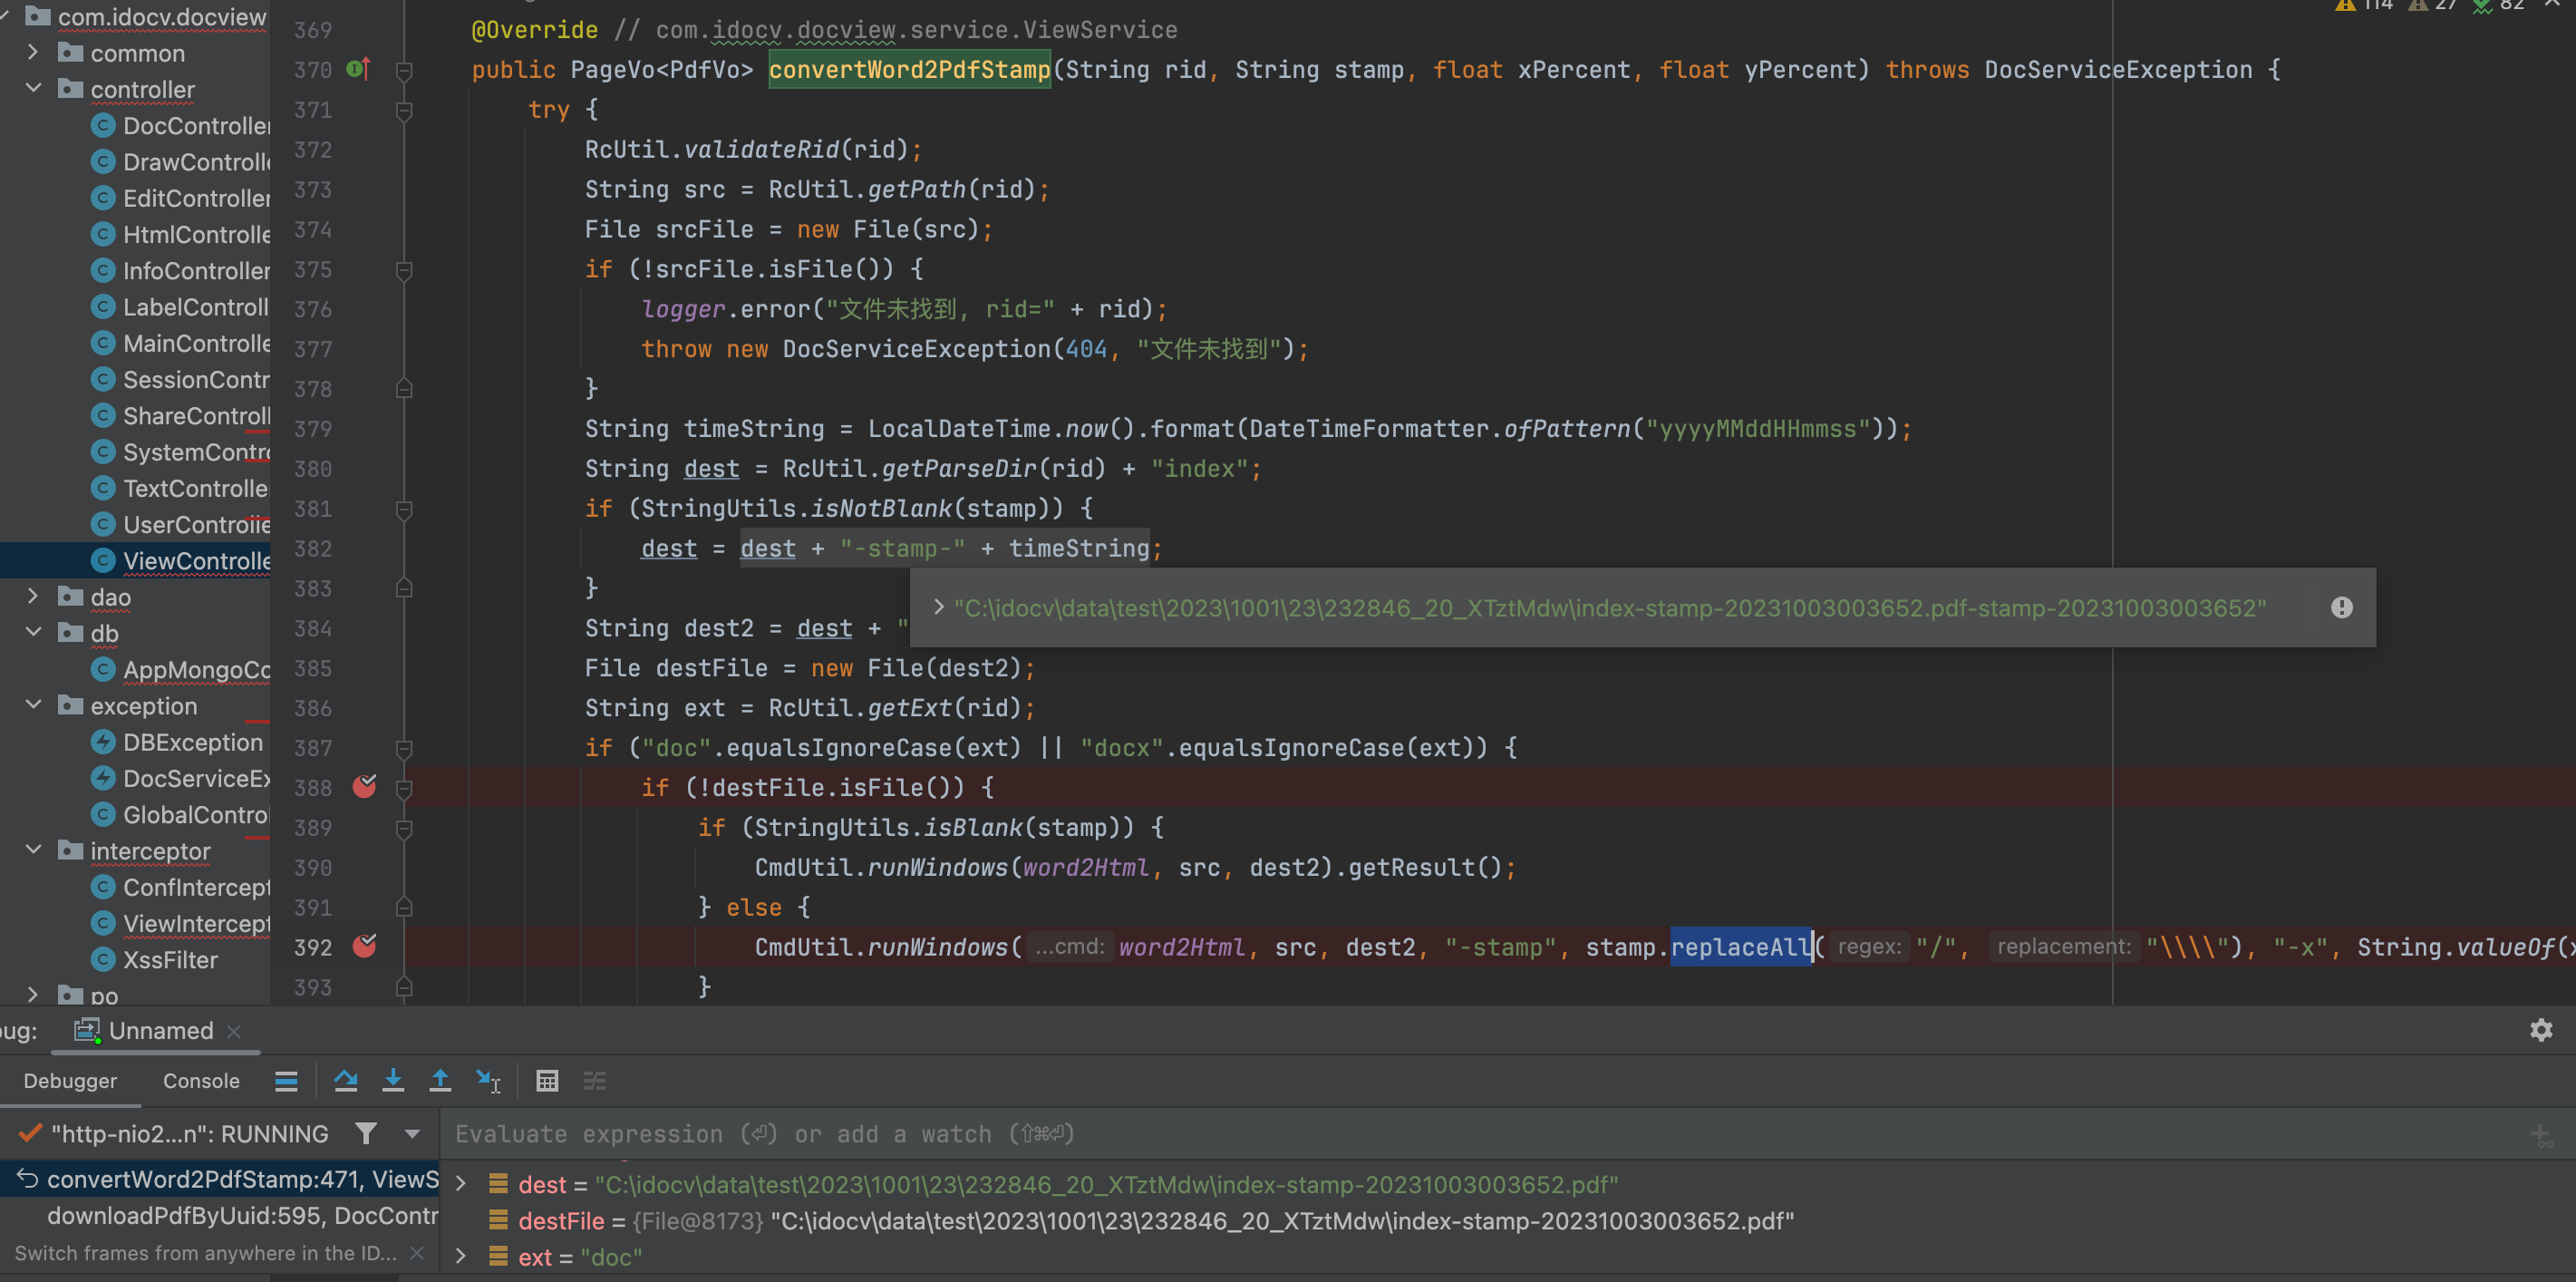 com.idocv.docview
common
controller
DocController
DrawControlle
EditController
HtmlControlle
InfoController
LabelControll
MainControlle
SessionContr
ShareControll
SystemContro
TextControlle
UserControlle
ViewControlle
dao
db
AppMongoCo
exception
DBException
DocServiceEx
GlobalControl
interceptor
ConfIntercept
ViewIntercept
XssFilter
po
114 27 82
369 @Override // com.idocv.docview.service.ViewService
370 public PageVo<PdfVo> convertWord2PdfStamp(String rid, String stamp, float xPercent, float yPercent) throws DocServiceException {
371 try {
372 RcUtil.validateRid(rid);
373 String src = RcUtil.getPath(rid);
374 File srcFile = new File(src);
375 if (!srcFile.isFile()) {
376 logger.error("文件未找到, rid=" + rid);
377 throw new DocServiceException(404, "文件未找到");
378 }
379 String timeString = LocalDateTime.now().format(DateTimeFormatter.ofPattern("yyyyMMddHHmmss"));
380 String dest = RcUtil.getParseDir(rid) + "index";
381 if (StringUtils.isNotBlank(stamp)) {
382 dest = dest + "-stamp-" + timeString;
383 }
"C:\idocv\data\test\2023\1001\23\232846_20_XTztMdw\index-stamp-20231003003652.pdf-stamp-20231003003652"
384 String dest2 = dest + "
385 File destFile = new File(dest2);
386 String ext = RcUtil.getExt(rid);
387 if ("doc".equalsIgnoreCase(ext) || "docx".equalsIgnoreCase(ext)) {
388 if (!destFile.isFile()) {
389 if (StringUtils.isBlank(stamp)) {
390 CmdUtil.runWindows(word2Html, src, dest2).getResult();
391 } else {
392 CmdUtil.runWindows( ...cmd: word2Html, src, dest2, "-stamp", stamp.replaceAll( regex: "/", replacement: "\\\\"), "-x", String.valueOf(x
393 }
ug: Unnamed
Debugger Console
"http-nio2...n": RUNNING
Evaluate expression (⏎) or add a watch (⇧⌘⏎)
convertWord2PdfStamp:471, ViewS
downloadPdfByUuid:595, DocContr
Switch frames from anywhere in the ID...
dest = "C:\idocv\data\test\2023\1001\23\232846_20_XTztMdw\index-stamp-20231003003652.pdf"
destFile = {File@8173} "C:\idocv\data\test\2023\1001\23\232846_20_XTztMdw\index-stamp-20231003003652.pdf"
ext = "doc"